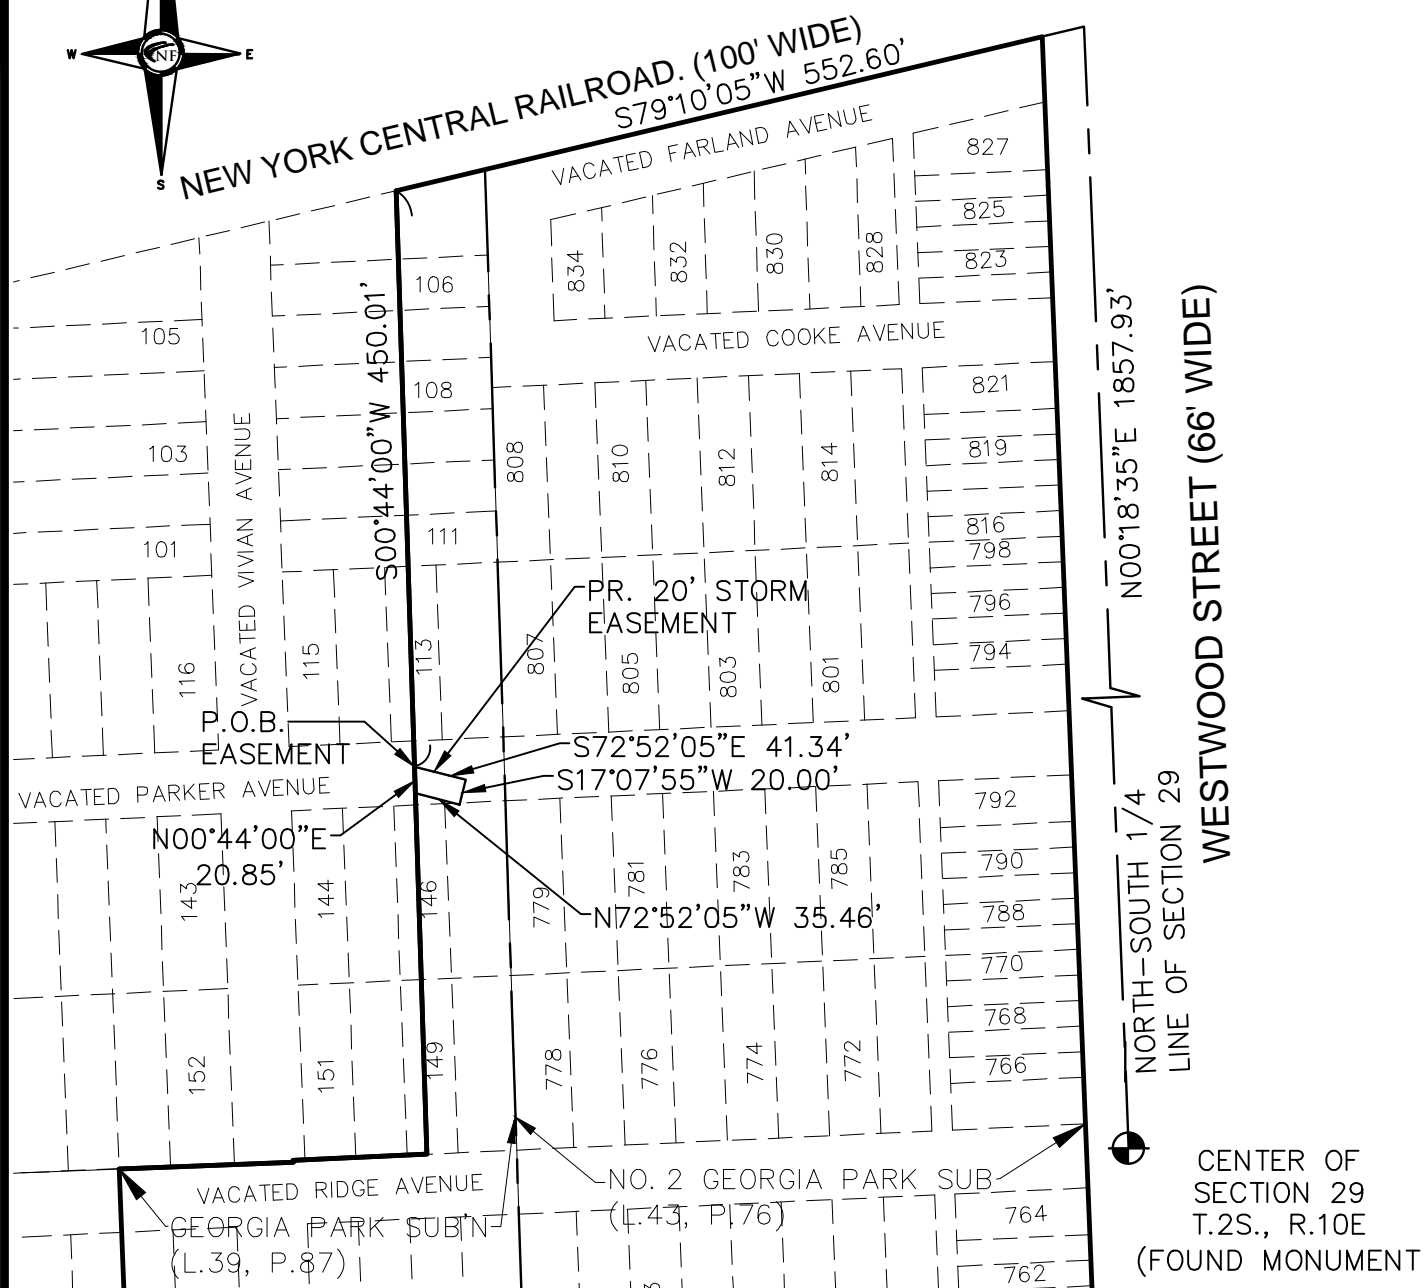 W
E
S
NF
NEW YORK CENTRAL RAILROAD. (100' WIDE)
S79°10'05"W 552.60'
VACATED FARLAND AVENUE
827
825
823
834
832
830
828
106
105
S00°44'00"W 450.01'
VACATED COOKE AVENUE
N00°18'35"E 1857.93'
WESTWOOD STREET (66' WIDE)
108
821
103
808
810
812
814
819
VACATED VIVIAN AVENUE
101
111
816
798
PR. 20' STORM
EASEMENT
796
116
115
113
807
805
803
801
794
P.O.B.
EASEMENT
S72°52'05"E 41.34'
S17°07'55"W 20.00'
VACATED PARKER AVENUE
792
N00°44'00"E
20.85'
143
144
146
779
781
783
785
790
N72°52'05"W 35.46'
788
NORTH-SOUTH 1/4
LINE OF SECTION 29
770
768
152
151
149
778
776
774
772
766
NO. 2 GEORGIA PARK SUB
(L.43, P.76)
VACATED RIDGE AVENUE
GEORGIA PARK SUB'N
(L.39, P.87)
CENTER OF
SECTION 29
T.2S., R.10E
(FOUND MONUMENT
764
762